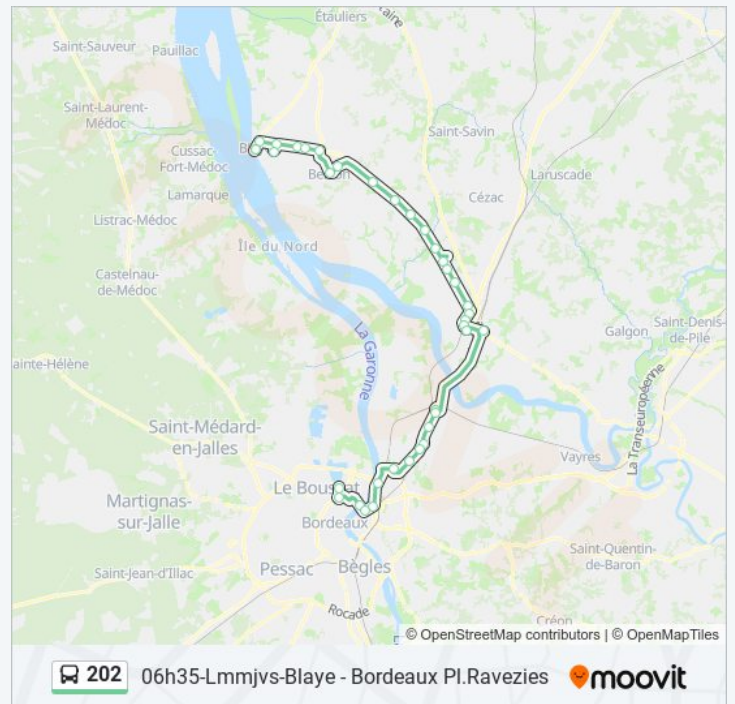 Étauliers
Saint-Sauveur
Pauillac
Saint-Laurent-
Médoc
Saint-Savin
Cussac-
Fort-Médoc
Laruscade
Lamarque
Cézac
Listrac-Médoc
Île du Nord
Castelnau-
de-Médoc
La Garonne
Galgon
Saint-Denis-
de-Pile
ainte-Hélène
La Transeuropéenne
Saint-Médard-
en-Jalles
Vayres
Le Bouscat
Martignas-
sur-Jalle
Bordeaux
Saint-Quentin-
de-Baron
Saint-Jean-d'Illac
Pessac
Bègles
Rocade
Créon
© OpenStreetMap contributors | © OpenMapTiles
202 06h35-Lmmjvs-Blaye - Bordeaux Pl.Ravezies moovit